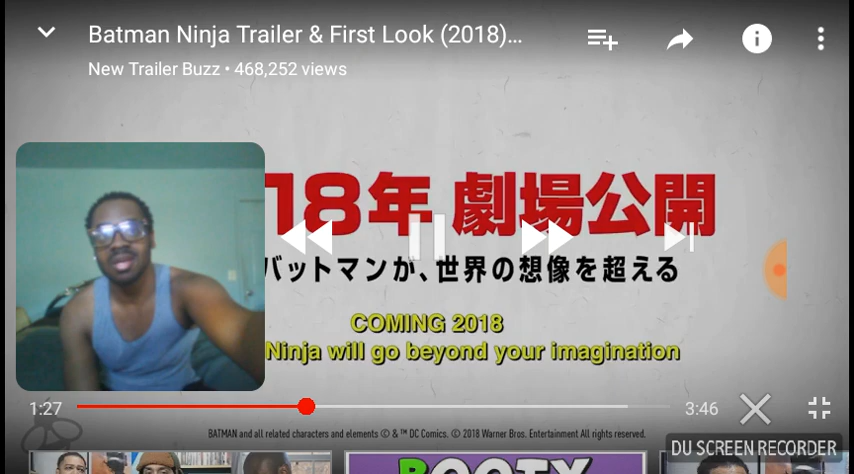 Batman Ninja Trailer & First Look (2018)...
New Trailer Buzz • 468,252 views
18年 劇場公開
バットマンが、世界の想像を超える
COMING 2018
Ninja will go beyond your imagination
1:27
3:46
BATMAN and all related characters and elements © & ™ DC Comics. © 2018 Warner Bros. Entertainment All rights reserved.
DU SCREEN RECORDER
BOOTY